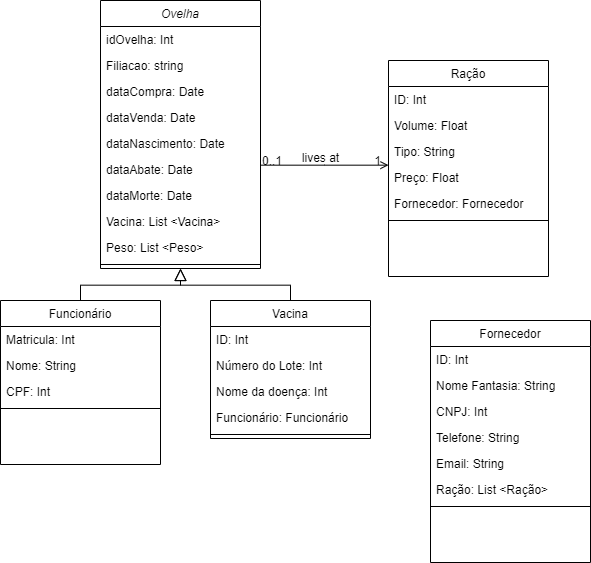 Ovelha
idOvelha: Int
Filiacao: string
dataCompra: Date
dataVenda: Date
dataNascimento: Date
dataAbate: Date
dataMorte: Date
Vacina: List <Vacina>
Peso: List <Peso>
0..1 lives at 1
Ração
ID: Int
Volume: Float
Tipo: String
Preço: Float
Fornecedor: Fornecedor
Funcionário
Matricula: Int
Nome: String
CPF: Int
Vacina
ID: Int
Número do Lote: Int
Nome da doença: Int
Funcionário: Funcionário
Fornecedor
ID: Int
Nome Fantasia: String
CNPJ: Int
Telefone: String
Email: String
Ração: List <Ração>